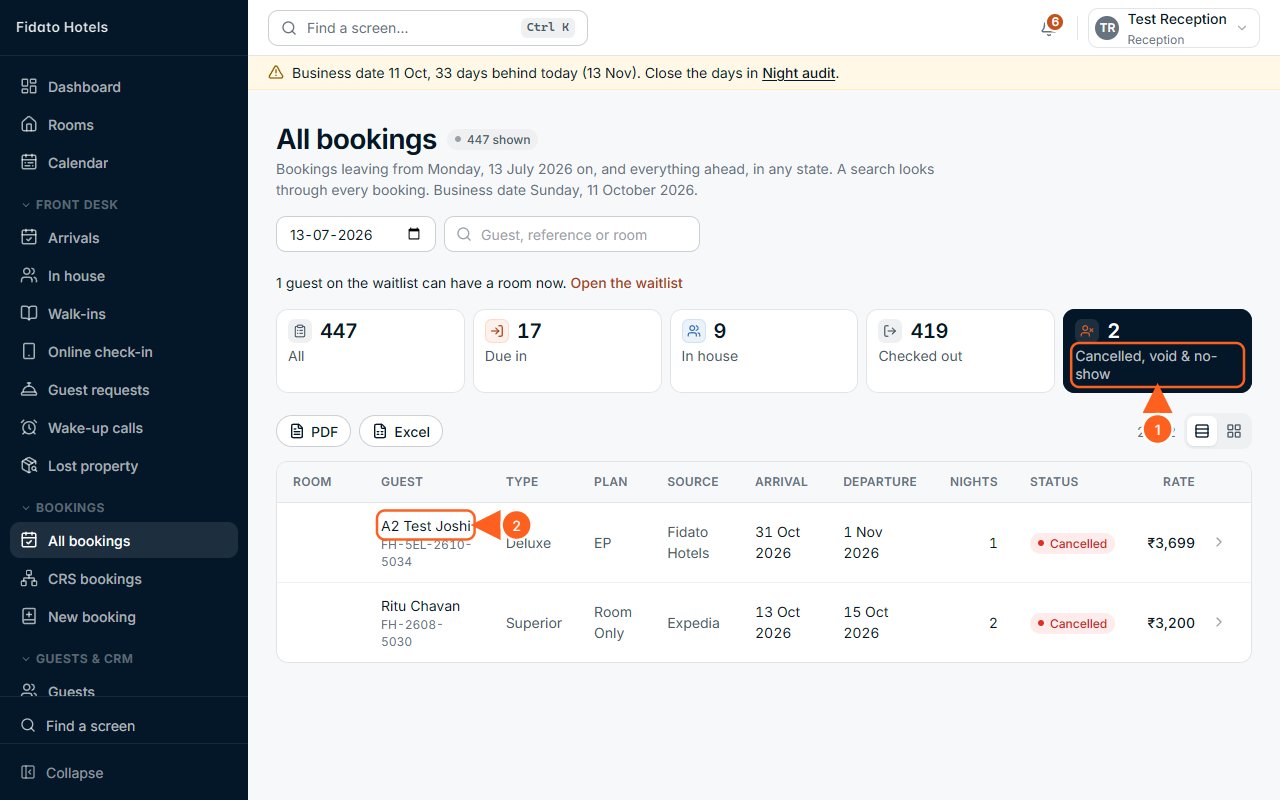 Fidato Hotels
Find a screen...
Ctrl K
6
TR
Test Reception
Reception
Business date 11 Oct, 33 days behind today (13 Nov). Close the days in Night audit.
Dashboard
Rooms
Calendar
FRONT DESK
Arrivals
In house
Walk-ins
Online check-in
Guest requests
Wake-up calls
Lost property
BOOKINGS
All bookings
CRS bookings
New booking
GUESTS & CRM
Guests
Find a screen
Collapse
All bookings
447 shown
Bookings leaving from Monday, 13 July 2026 on, and everything ahead, in any state. A search looks
through every booking. Business date Sunday, 11 October 2026.
13-07-2026
Guest, reference or room
1 guest on the waitlist can have a room now. Open the waitlist
447
All
17
Due in
9
In house
419
Checked out
2
Cancelled, void & no-
show
PDF
Excel
1
ROOM GUEST TYPE PLAN SOURCE ARRIVAL DEPARTURE NIGHTS STATUS RATE
A2 Test Joshi
2
FH-5EL-2610-
5034
Deluxe
EP
Fidato
Hotels
31 Oct
2026
1 Nov
2026
1
Cancelled
₹3,699
Ritu Chavan
FH-2608-
5030
Superior
Room
Only
Expedia
13 Oct
2026
15 Oct
2026
2
Cancelled
₹3,200